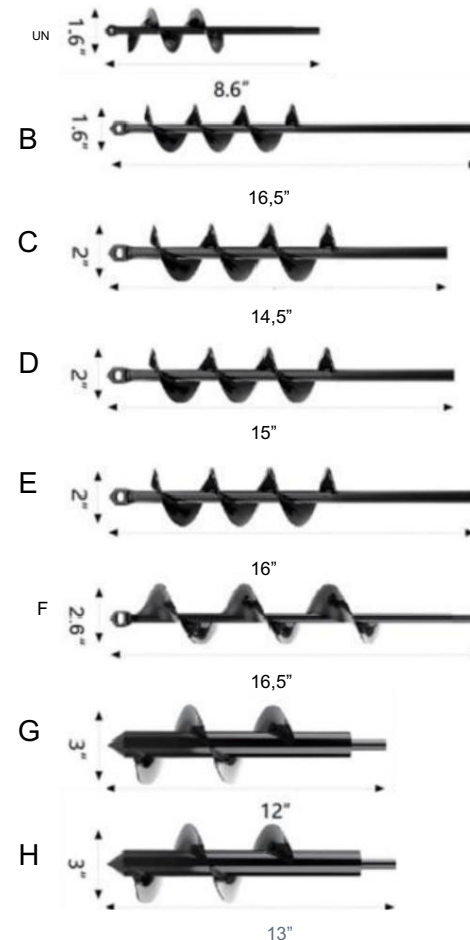 UN
1.6"
8.6"
B
1.6"
16,5”
C
2"
14,5”
D
2"
15”
E
2"
16”
F
2.6"
16,5”
G
3"
12"
H
3"
13”